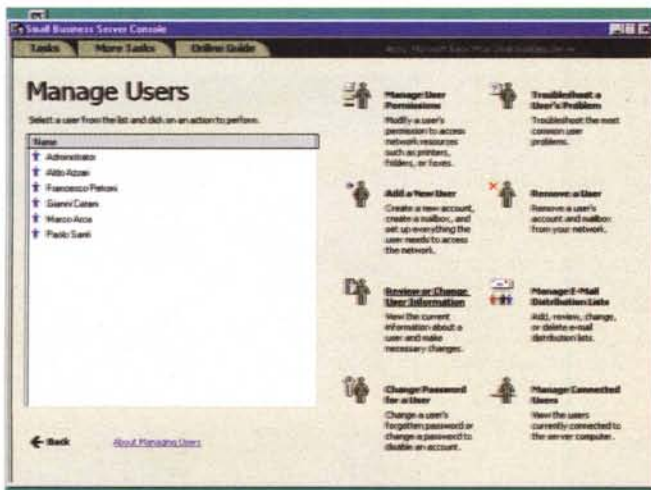 Small Business Server Console
Tasks
More Tasks
Online Guide
Manage Users
Select a user from the list and click on an action to perform.
Name
Administrator
Aldo Azzari
Francesco Petroni
Gianni Catani
Marco Arca
Paolo Santi
Back
About Managing Users
Manage User
Permissions
Modify a user's
permission to access
network resources
such as printers,
folders, or faxes.
Troubleshoot a
User's Problem
Troubleshoot the most
common user
problems.
Add a New User
Create a new account,
create a mailbox, and
set up everything the
user needs to access
the network.
Remove a User
Remove a user's
account and mailbox
from your network.
Review or Change
User Information
View the current
information about a
user and make
necessary changes.
Manage E-Mail
Distribution Lists
Add, review, change,
or delete e-mail
distribution lists.
Change Password
for a User
Change a user's
forgotten password or
change a password to
disable an account.
Manage Connected
Users
View the users
currently connected to
the server computer.